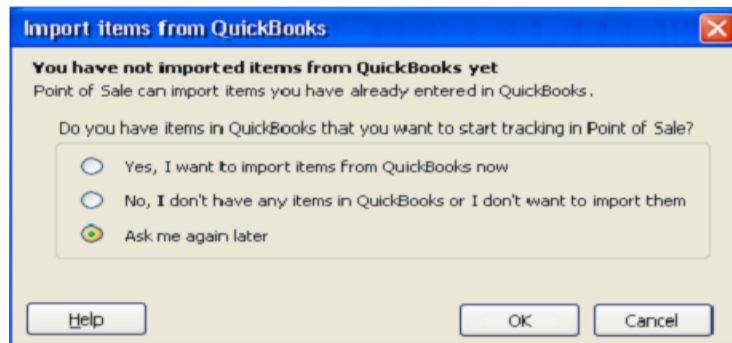 Import items from QuickBooks
You have not imported items from QuickBooks yet
Point of Sale can import items you have already entered in QuickBooks.
Do you have items in QuickBooks that you want to start tracking in Point of Sale?
Yes, I want to import items from QuickBooks now
No, I don't have any items in QuickBooks or I don't want to import them
Ask me again later
Help
OK
Cancel